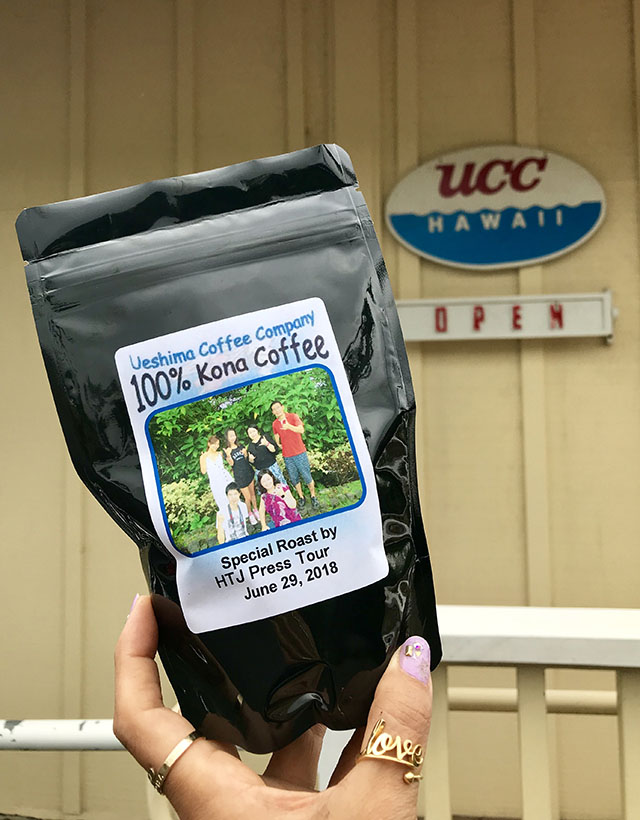 UCC
HAWAII
OPEN
Ueshima Coffee Company
100% Kona Coffee
Special Roast by
HTJ Press Tour
June 29, 2018
love